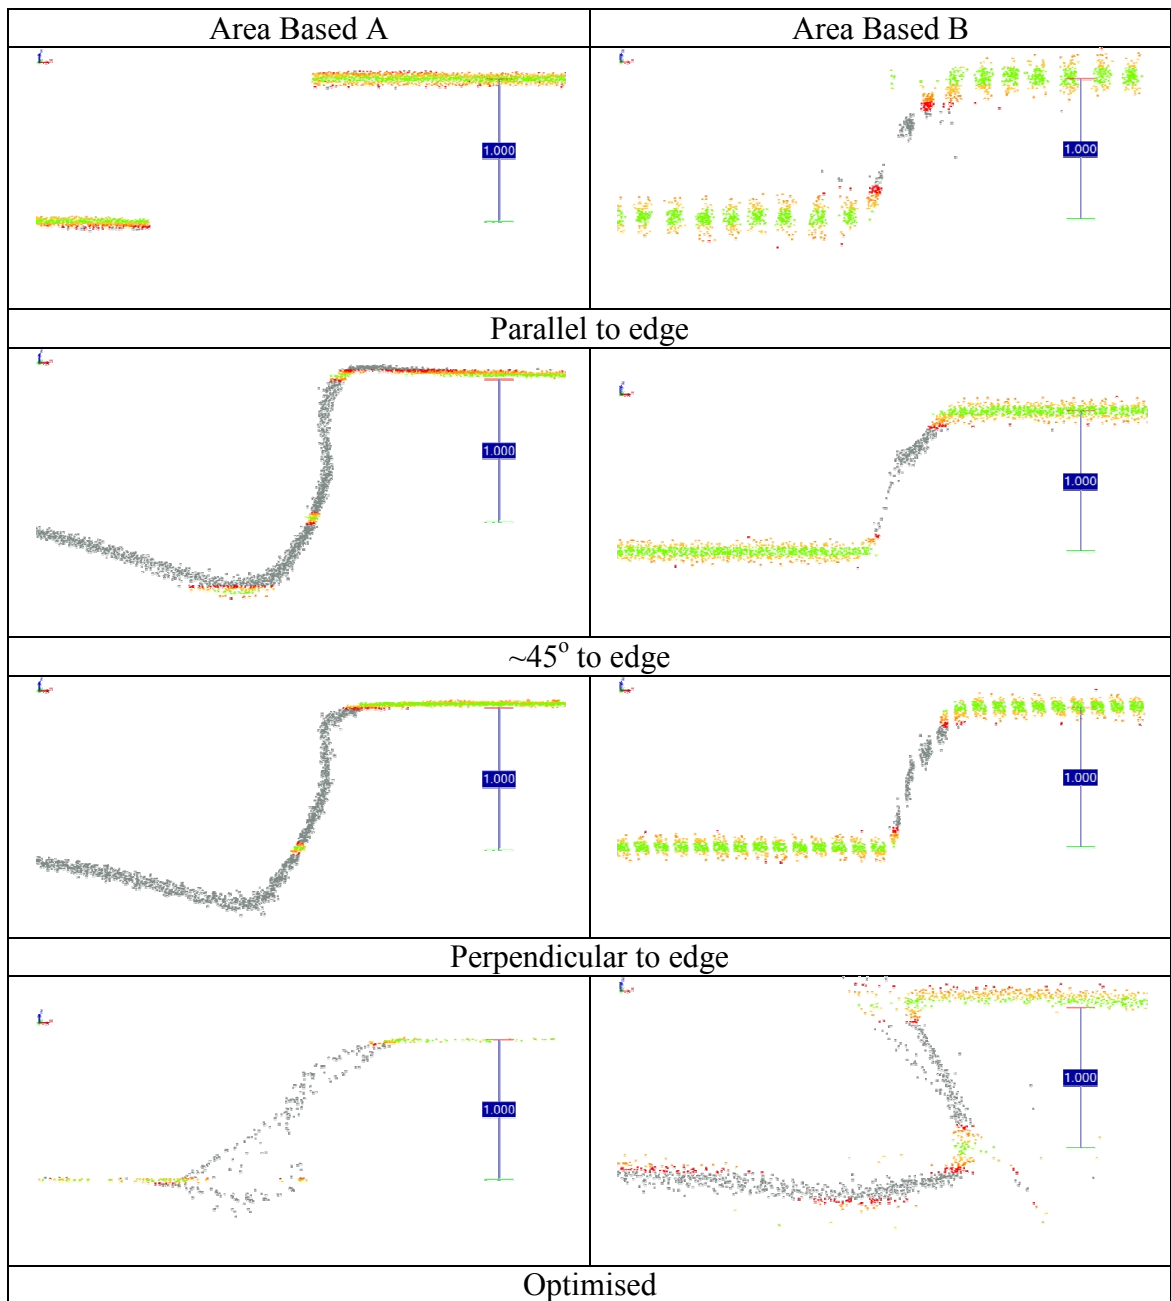 Area Based A Area Based B
1.000 1.000
Parallel to edge
1.000 1.000
~45° to edge
1.000 1.000
Perpendicular to edge
1.000 1.000
Optimised